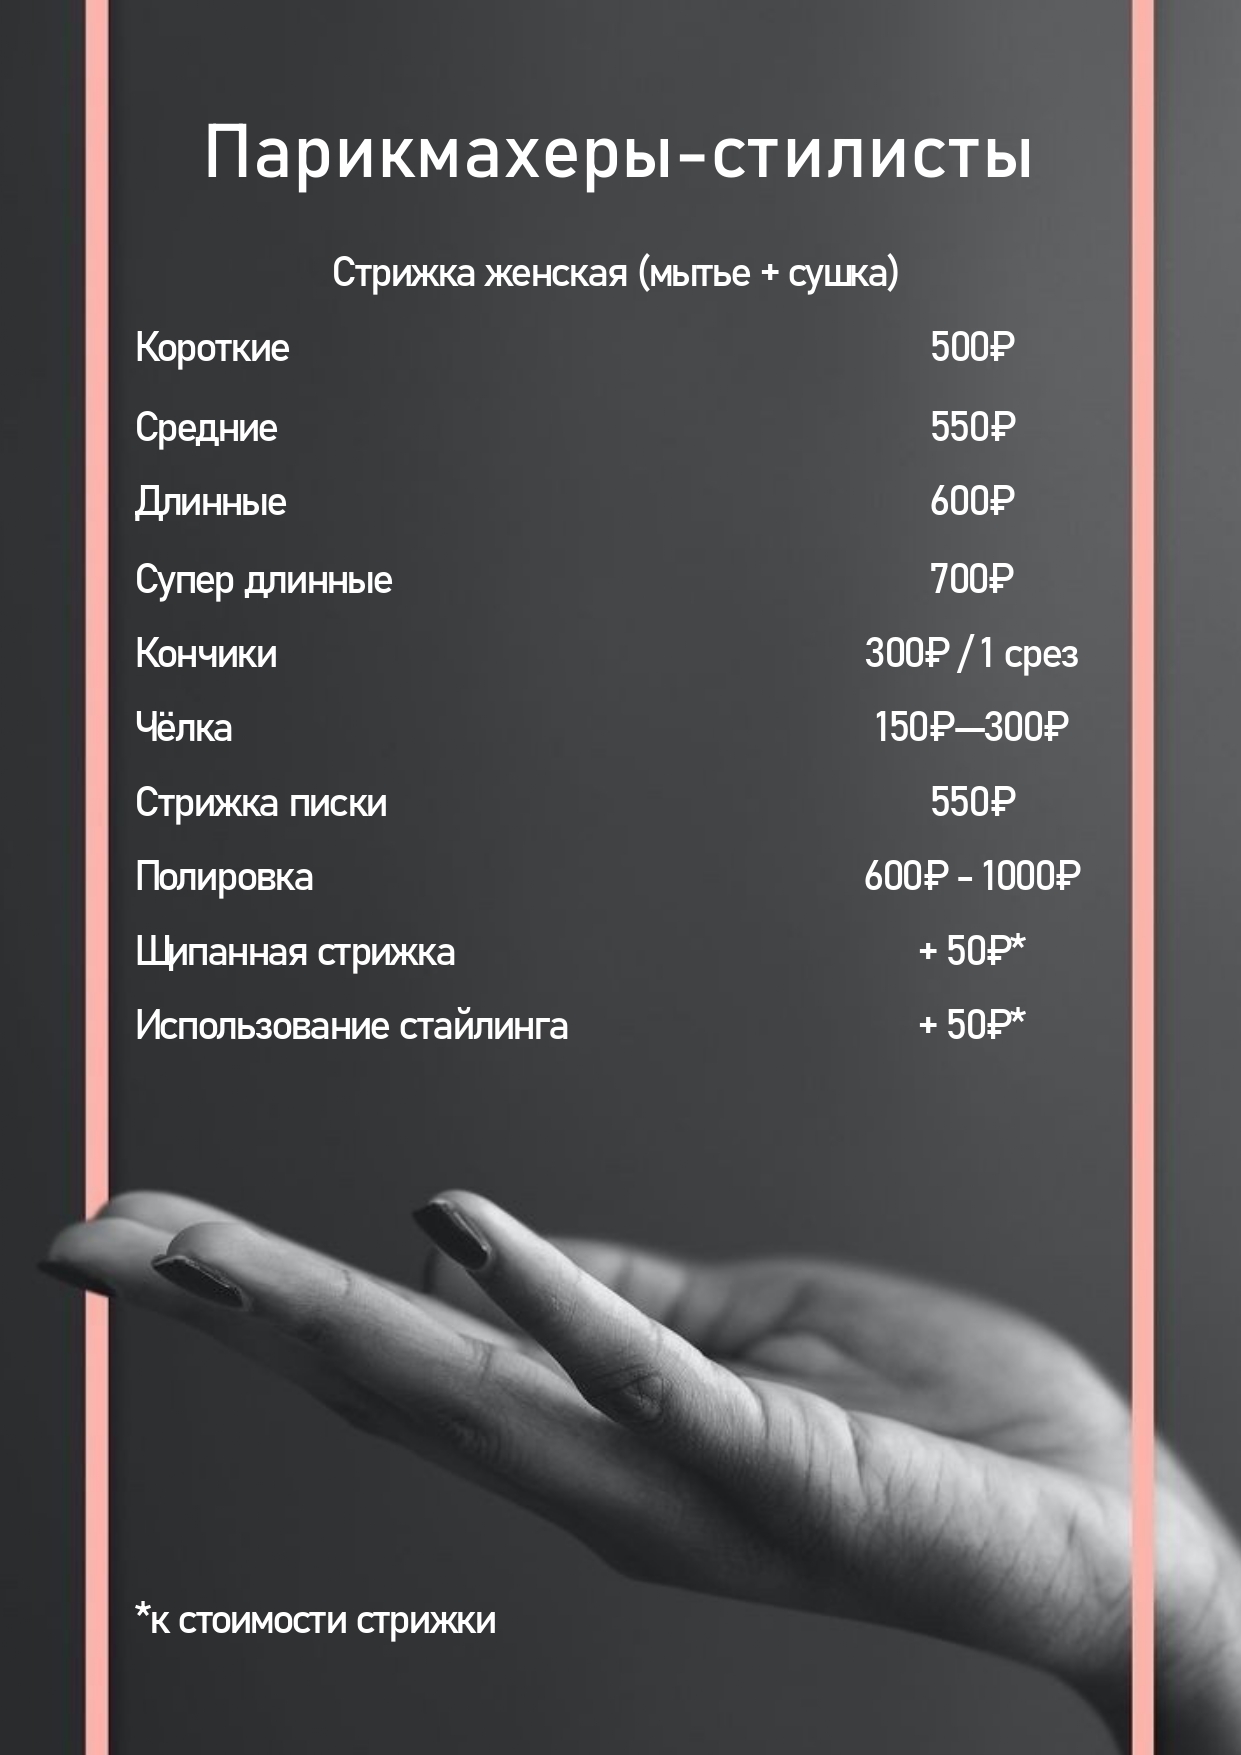 Парикмахеры-стилисты
Стрижка женская (мытье + сушка)
Короткие 500₽
Средние 550₽
Длинные 600₽
Супер длинные 700₽
Кончики 300₽ / 1 срез
Чёлка 150₽—300₽
Стрижка писки 550₽
Полировка 600₽ - 1000₽
Щипанная стрижка + 50₽*
Использование стайлинга + 50₽*
*к стоимости стрижки